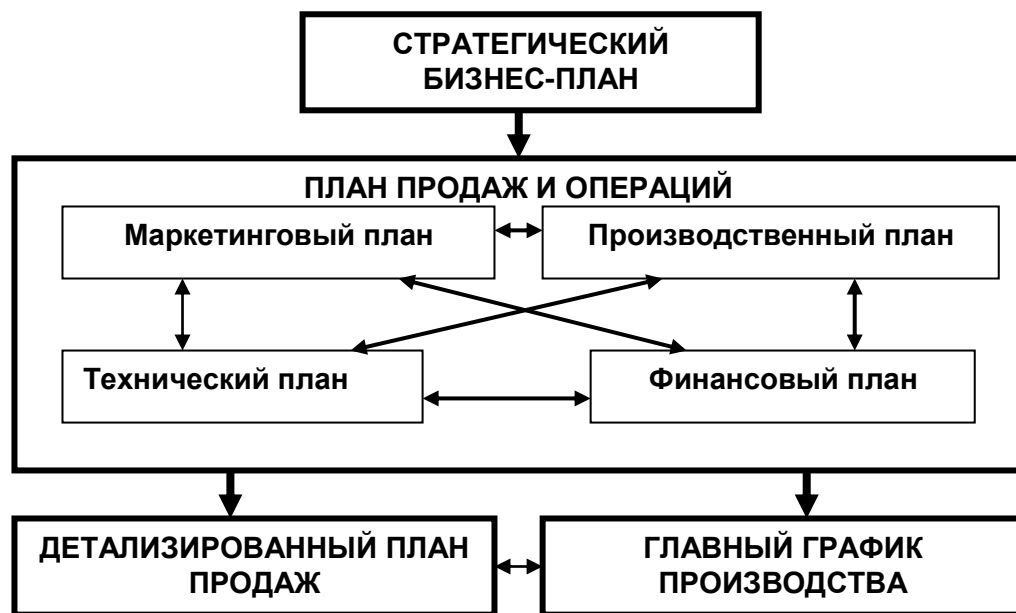 СТРАТЕГИЧЕСКИЙ
БИЗНЕС-ПЛАН
ПЛАН ПРОДАЖ И ОПЕРАЦИЙ
Маркетинговый план
Производственный план
Технический план
Финансовый план
ДЕТАЛИЗИРОВАННЫЙ ПЛАН
ПРОДАЖ
ГЛАВНЫЙ ГРАФИК
ПРОИЗВОДСТВА